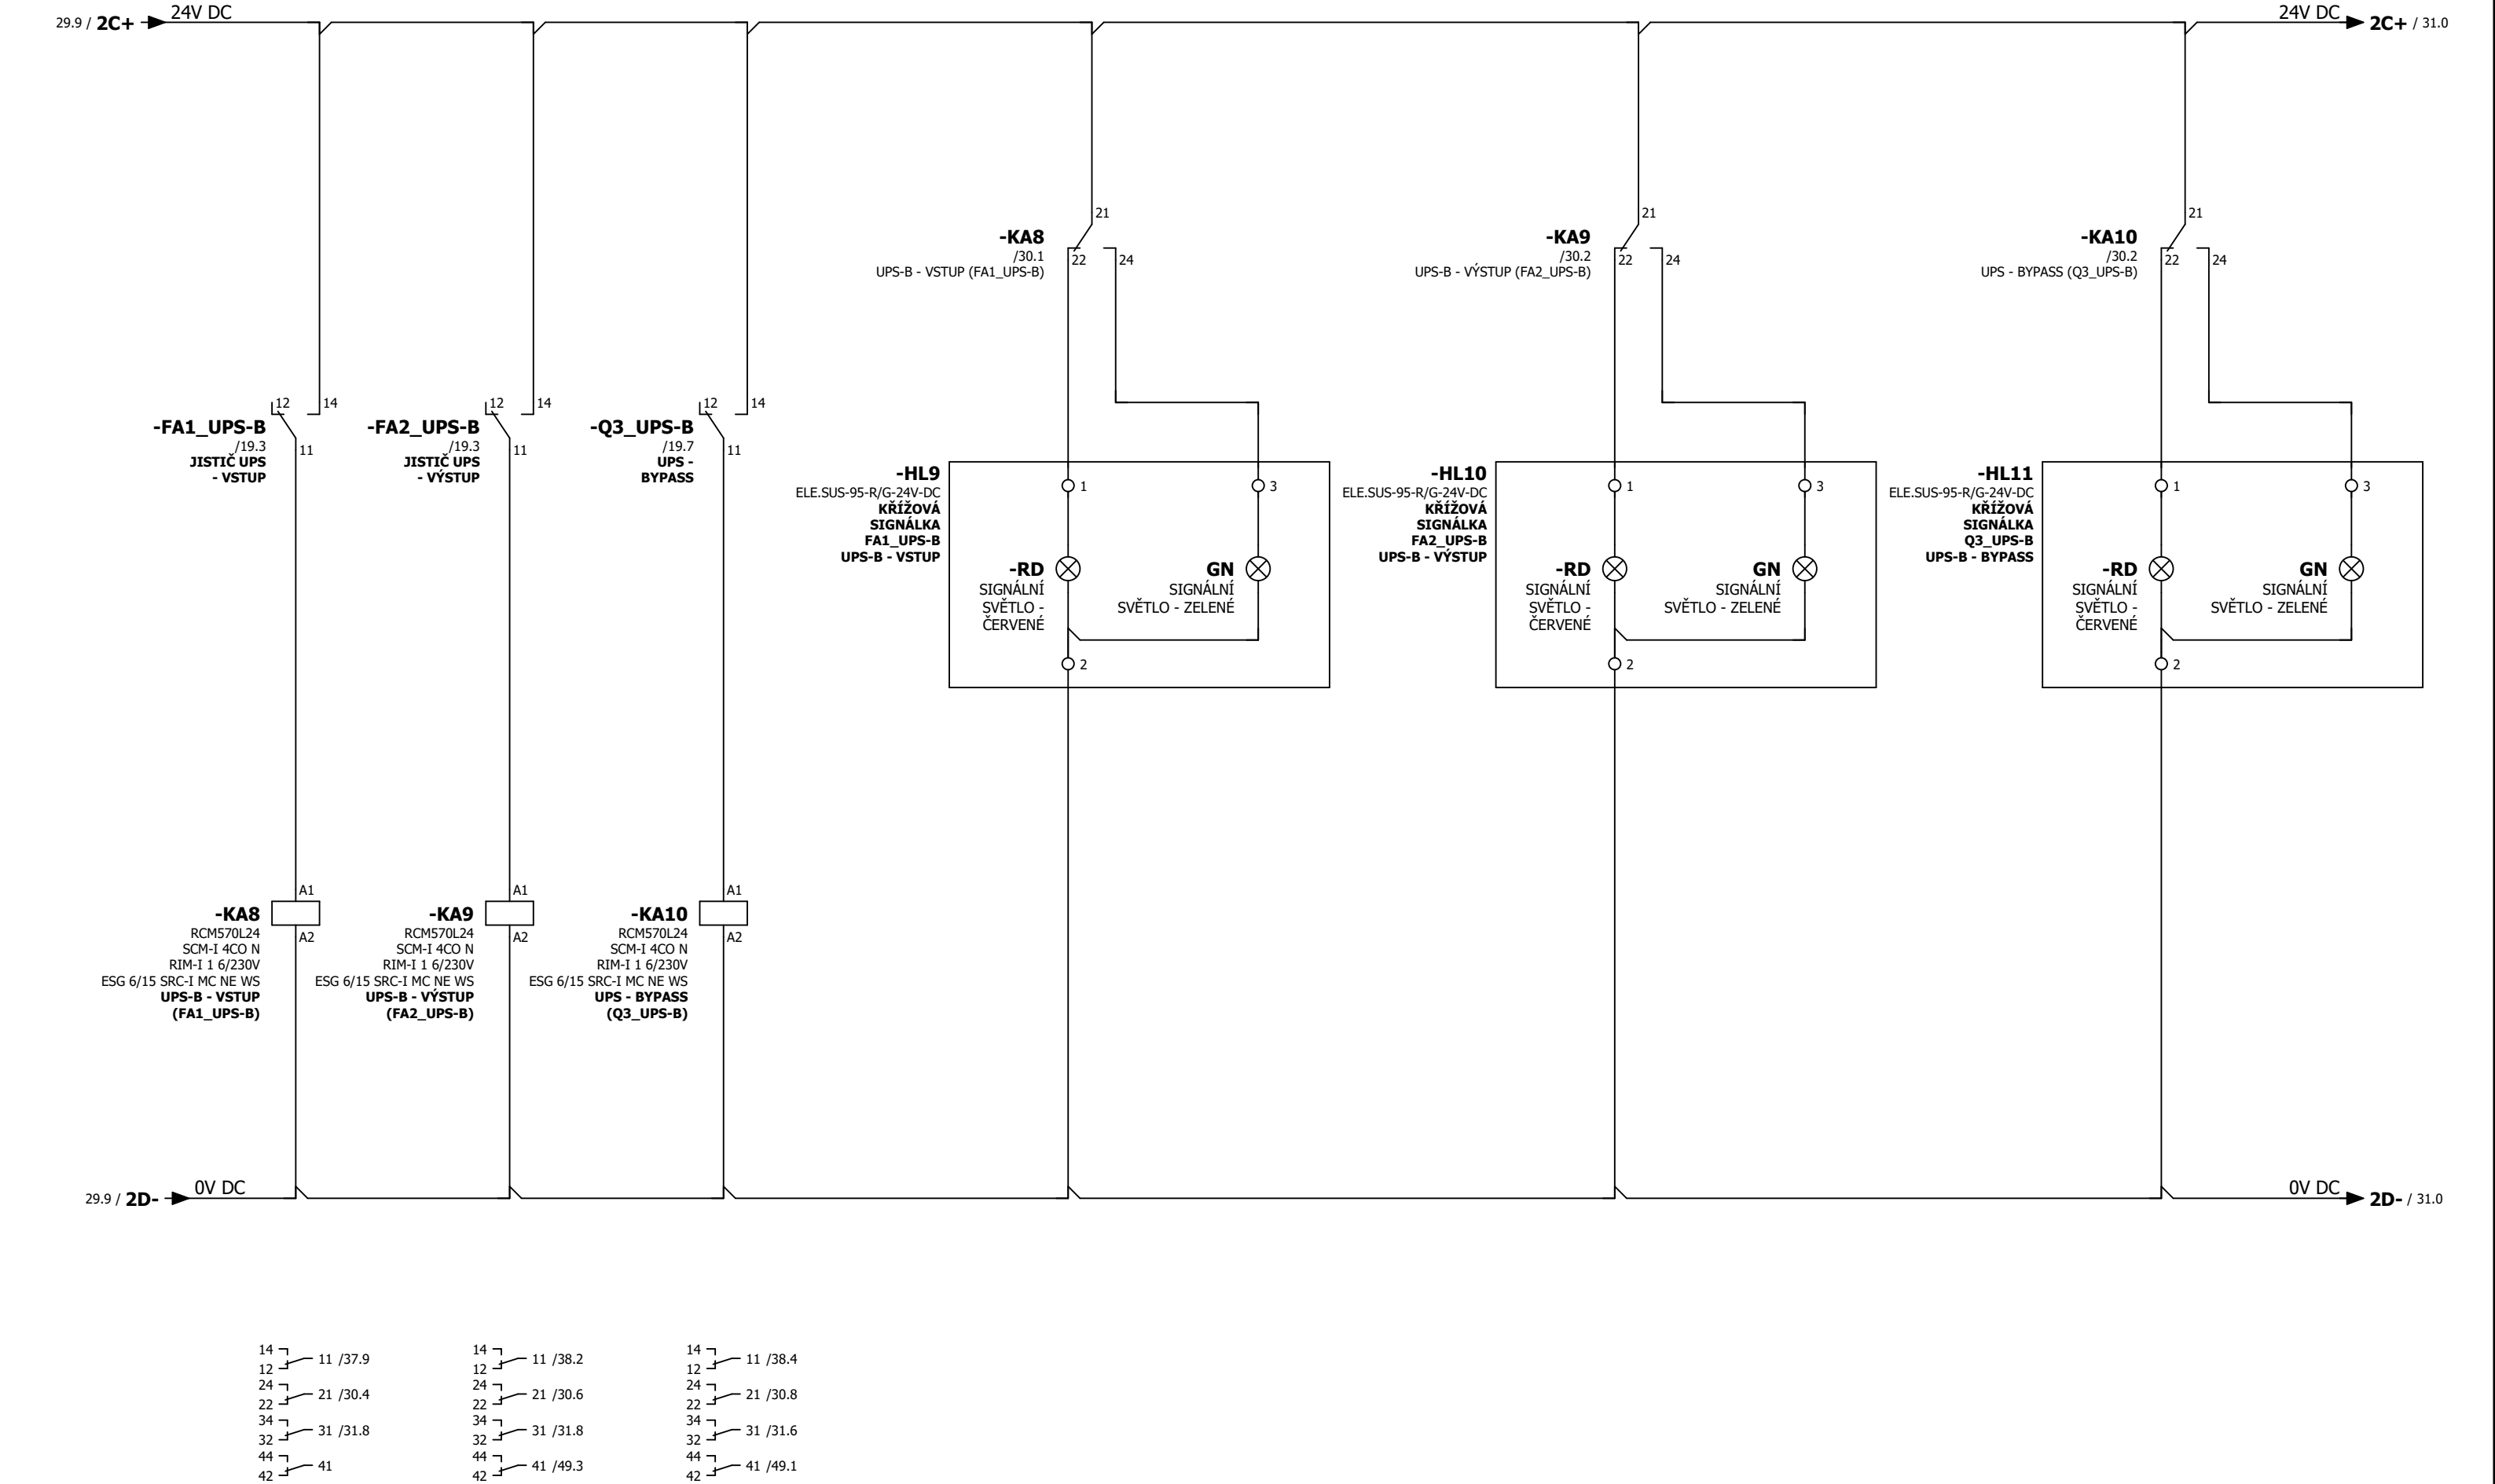 29.9 / 2C+ 24V DC
24V DC 2C+ / 31.0
-KA8
/30.1
UPS-B - VSTUP (FA1_UPS-B)
21
22
24
-KA9
/30.2
UPS-B - VÝSTUP (FA2_UPS-B)
21
22
24
-KA10
/30.2
UPS - BYPASS (Q3_UPS-B)
21
22
24
-FA1_UPS-B
/19.3
JISTIČ UPS
- VSTUP
12
14
11
-FA2_UPS-B
/19.3
JISTIČ UPS
- VÝSTUP
12
14
11
-Q3_UPS-B
/19.7
UPS -
BYPASS
12
14
11
-HL9
ELE.SUS-95-R/G-24V-DC
KŘÍŽOVÁ
SIGNÁLKA
FA1_UPS-B
UPS-B - VSTUP
1
3
-RD
SIGNÁLNÍ
SVĚTLO -
ČERVENÉ
GN
SIGNÁLNÍ
SVĚTLO - ZELENÉ
2
-HL10
ELE.SUS-95-R/G-24V-DC
KŘÍŽOVÁ
SIGNÁLKA
FA2_UPS-B
UPS-B - VÝSTUP
1
3
-RD
SIGNÁLNÍ
SVĚTLO -
ČERVENÉ
GN
SIGNÁLNÍ
SVĚTLO - ZELENÉ
2
-HL11
ELE.SUS-95-R/G-24V-DC
KŘÍŽOVÁ
SIGNÁLKA
Q3_UPS-B
UPS-B - BYPASS
1
3
-RD
SIGNÁLNÍ
SVĚTLO -
ČERVENÉ
GN
SIGNÁLNÍ
SVĚTLO - ZELENÉ
2
A1
-KA8
A2
RCM570L24
SCM-I 4CO N
RIM-I 1 6/230V
ESG 6/15 SRC-I MC NE WS
UPS-B - VSTUP
(FA1_UPS-B)
A1
-KA9
A2
RCM570L24
SCM-I 4CO N
RIM-I 1 6/230V
ESG 6/15 SRC-I MC NE WS
UPS-B - VÝSTUP
(FA2_UPS-B)
A1
-KA10
A2
RCM570L24
SCM-I 4CO N
RIM-I 1 6/230V
ESG 6/15 SRC-I MC NE WS
UPS - BYPASS
(Q3_UPS-B)
29.9 / 2D- 0V DC
0V DC 2D- / 31.0
14
12
11 /37.9
24
22
21 /30.4
34
32
31 /31.8
44
42
41
14
12
11 /38.2
24
22
21 /30.6
34
32
31 /31.8
44
42
41 /49.3
14
12
11 /38.4
24
22
21 /30.8
34
32
31 /31.6
44
42
41 /49.1